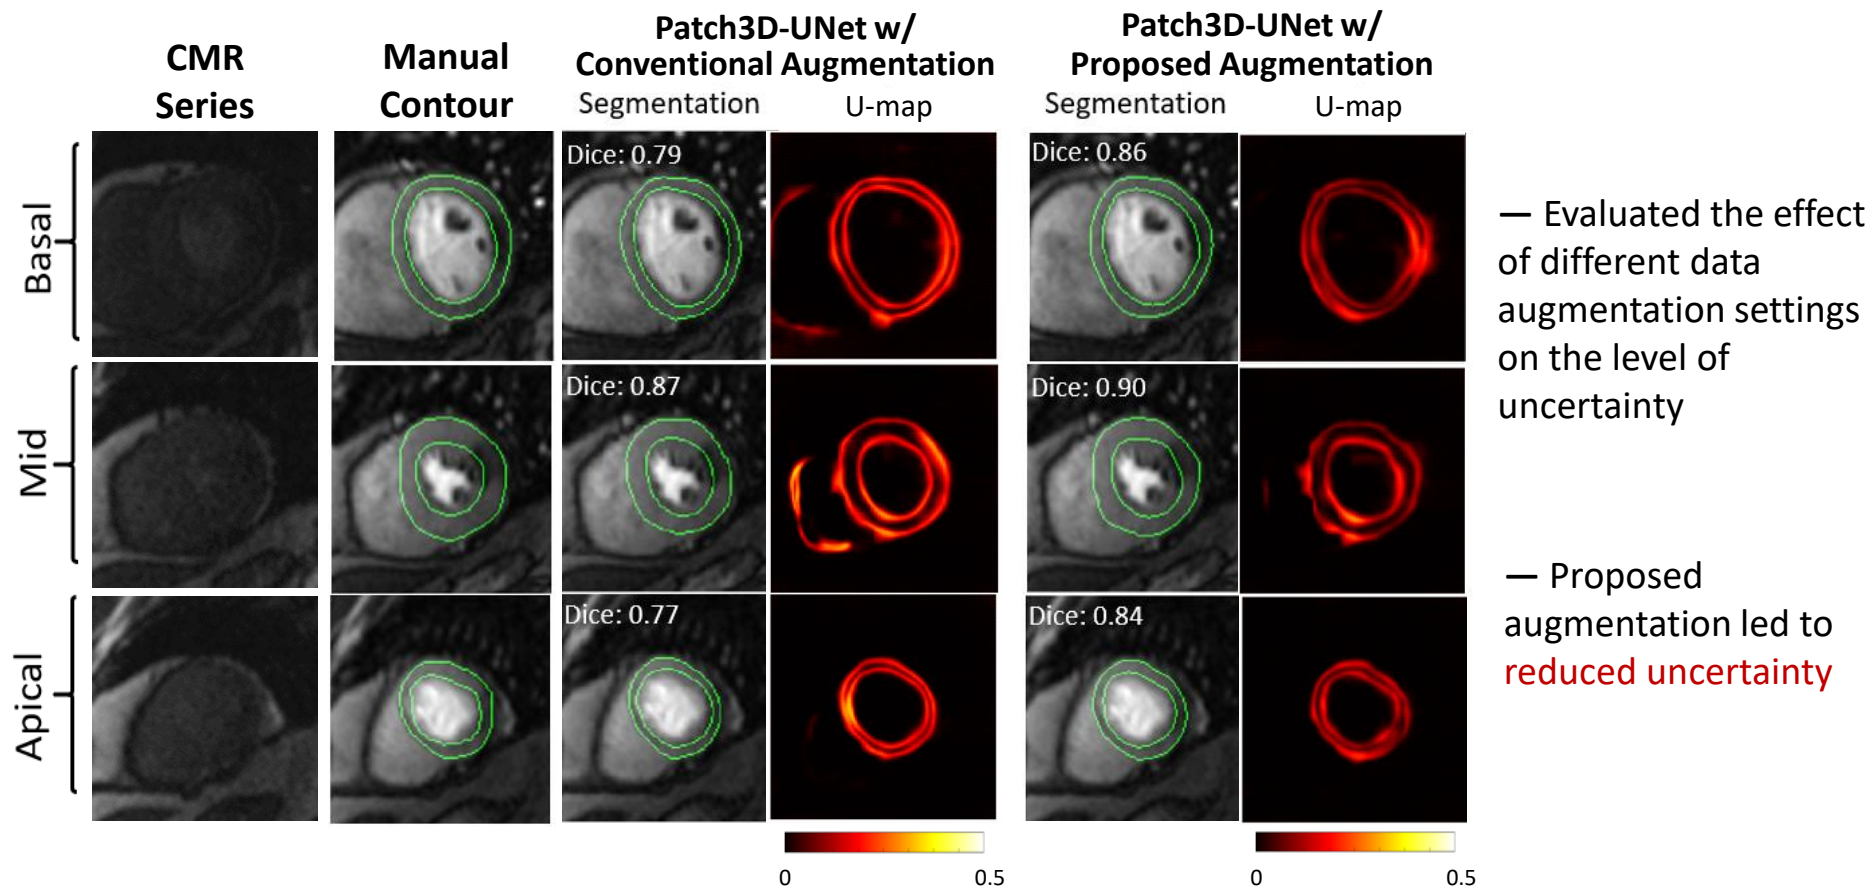 CMR
Series
Manual
Contour
Patch3D-UNet w/
Conventional Augmentation
Segmentation
U-map
Patch3D-UNet w/
Proposed Augmentation
Segmentation
U-map
Basal
Dice: 0.79
Dice: 0.86
Mid
Dice: 0.87
Dice: 0.90
Apical
Dice: 0.77
Dice: 0.84
0
0.5
0
0.5
— Evaluated the effect
of different data
augmentation settings
on the level of
uncertainty
— Proposed
augmentation led to
reduced uncertainty